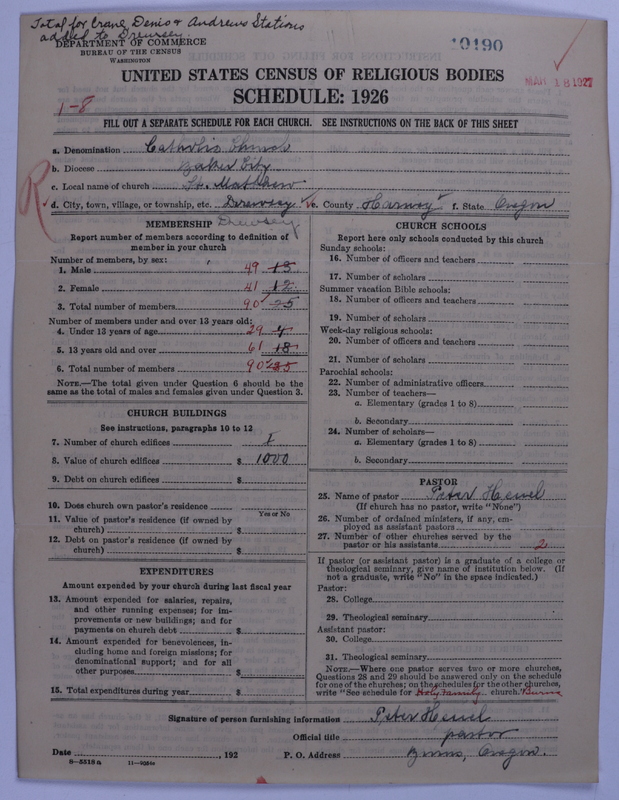 Total for Crane, Denio & Andrews Stations
added to Drewsey.
DEPARTMENT OF COMMERCE
BUREAU OF THE CENSUS
WASHINGTON
10190
MAR 18 1927
UNITED STATES CENSUS OF RELIGIOUS BODIES
SCHEDULE: 1926
1-8
FILL OUT A SEPARATE SCHEDULE FOR EACH CHURCH. SEE INSTRUCTIONS ON THE BACK OF THIS SHEET
a. Denomination Catholic Church
b. Diocese Baker City
c. Local name of church St. Matthew
R
d. City, town, village, or township, etc. Derewsey e. County Harney f. State Oregon
Drewsey
MEMBERSHIP
Report number of members according to definition of
member in your church
Number of members, by sex:
1. Male 49 13
2. Female 41 12
3. Total number of members 90 25
Number of members under and over 13 years old:
4. Under 13 years of age 29
5. 13 years old and over 61 18
6. Total number of members 90
NOTE.—The total given under Question 6 should be the
same as the total of males and females given under Question 3.
CHURCH BUILDINGS
See instructions, paragraphs 10 to 12
7. Number of church edifices I
8. Value of church edifices $ 1000
9. Debt on church edifices $
10. Does church own pastor's residence
Yes or No
11. Value of pastor's residence (if owned by
church) $
12. Debt on pastor's residence (if owned by
church) $
EXPENDITURES
Amount expended by your church during last fiscal year
13. Amount expended for salaries, repairs,
and other running expenses; for im-
provements or new buildings; and for
payments on church debt $
14. Amount expended for benevolences, in-
cluding home and foreign missions; for
denominational support; and for all
other purposes $
15. Total expenditures during year $
CHURCH SCHOOLS
Report here only schools conducted by this church
Sunday schools:
16. Number of officers and teachers
17. Number of scholars
Summer vacation Bible schools:
18. Number of officers and teachers
19. Number of scholars
Week-day religious schools:
20. Number of officers and teachers
21. Number of scholars
Parochial schools:
22. Number of administrative officers
23. Number of teachers—
a. Elementary (grades 1 to 8)
b. Secondary
24. Number of scholars—
a. Elementary (grades 1 to 8)
b. Secondary
PASTOR
25. Name of pastor Peter Heuel
(If church has no pastor, write "None")
26. Number of ordained ministers, if any, em-
ployed as assistant pastors
27. Number of other churches served by the
pastor or his assistants 2
If pastor (or assistant pastor) is a graduate of a college or
theological seminary, give name of institution below. (If
not a graduate, write "No" in the space indicated.)
Pastor:
28. College
29. Theological seminary
Assistant pastor:
30. College
31. Theological seminary
NOTE.—Where one pastor serves two or more churches,
Questions 28 and 29 should be answered only on the schedule
for one of the churches; on the schedules for the other churches,
write "See schedule for Holy Family church." Burns
Signature of person furnishing information Peter Heuel
Official title pastor
Date , 192 P. O. Address Burns, Oregon.
8-5518a 11-9034a